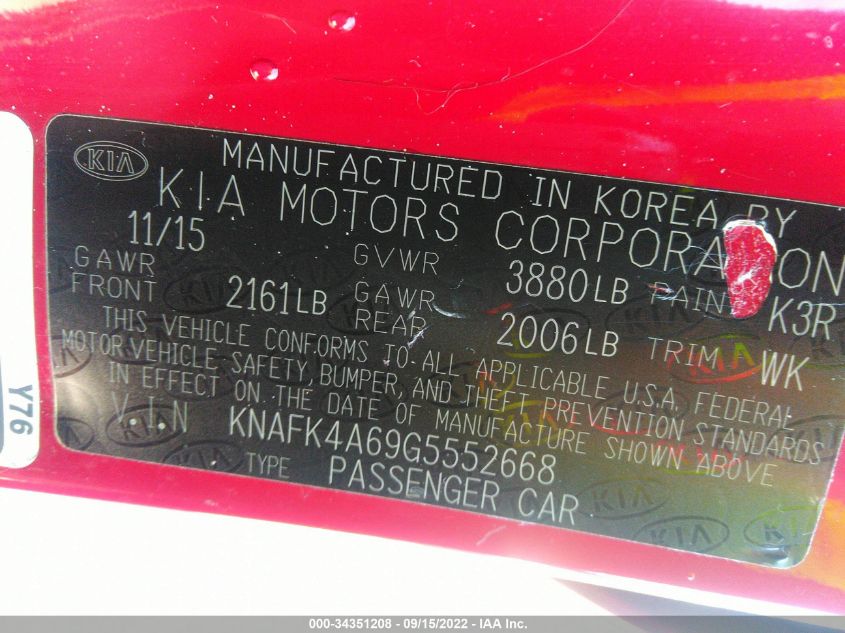 KIA
MANUFACTURED IN KOREA BY
KIA MOTORS CORPORATION
11/15
GAWR FRONT 2161LB
GVWR 3880LB
GAWR REAR 2006LB
PAINT K3R
TRIM WK
THIS VEHICLE CONFORMS TO ALL APPLICABLE U.S.A. FEDERAL
MOTOR VEHICLE SAFETY, BUMPER, AND THEFT PREVENTION STANDARDS
IN EFFECT ON THE DATE OF MANUFACTURE SHOWN ABOVE
V.I.N KNAFK4A69G5552668
TYPE PASSENGER CAR
Y76
000-34351208 - 09/15/2022 - IAA Inc.